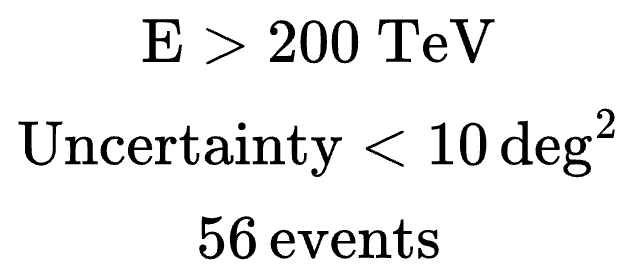 E > 200 TeV
Uncertainty < 10 deg²
56 events